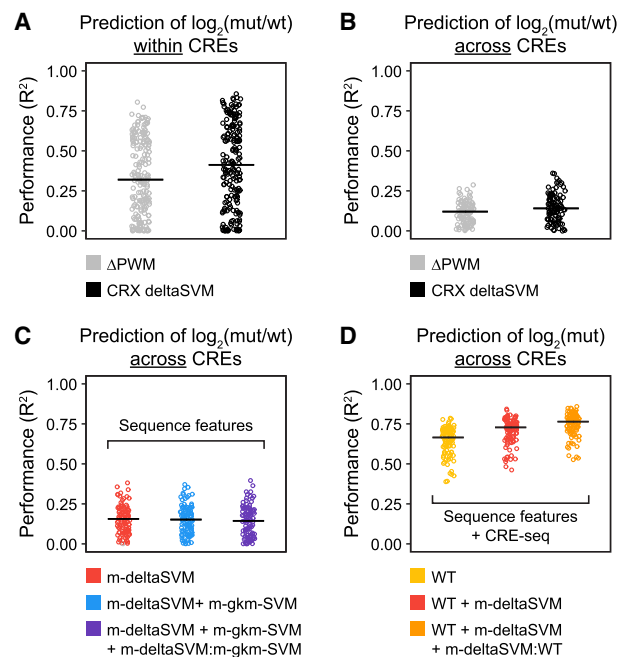 A
Prediction of log2(mut/wt)
within CREs
Performance (R²)
1.00
0.75
0.50
0.25
0.00
ΔPWM
CRX deltaSVM
B
Prediction of log2(mut/wt)
across CREs
Performance (R²)
1.00
0.75
0.50
0.25
0.00
ΔPWM
CRX deltaSVM
C
Prediction of log2(mut/wt)
across CREs
Performance (R²)
1.00
0.75
0.50
0.25
0.00
Sequence features
m-deltaSVM
m-deltaSVM+ m-gkm-SVM
m-deltaSVM + m-gkm-SVM
+ m-deltaSVM:m-gkm-SVM
D
Prediction of log2(mut)
across CREs
Performance (R²)
1.00
0.75
0.50
0.25
0.00
Sequence features
+ CRE-seq
WT
WT + m-deltaSVM
WT + m-deltaSVM
+ m-deltaSVM:WT